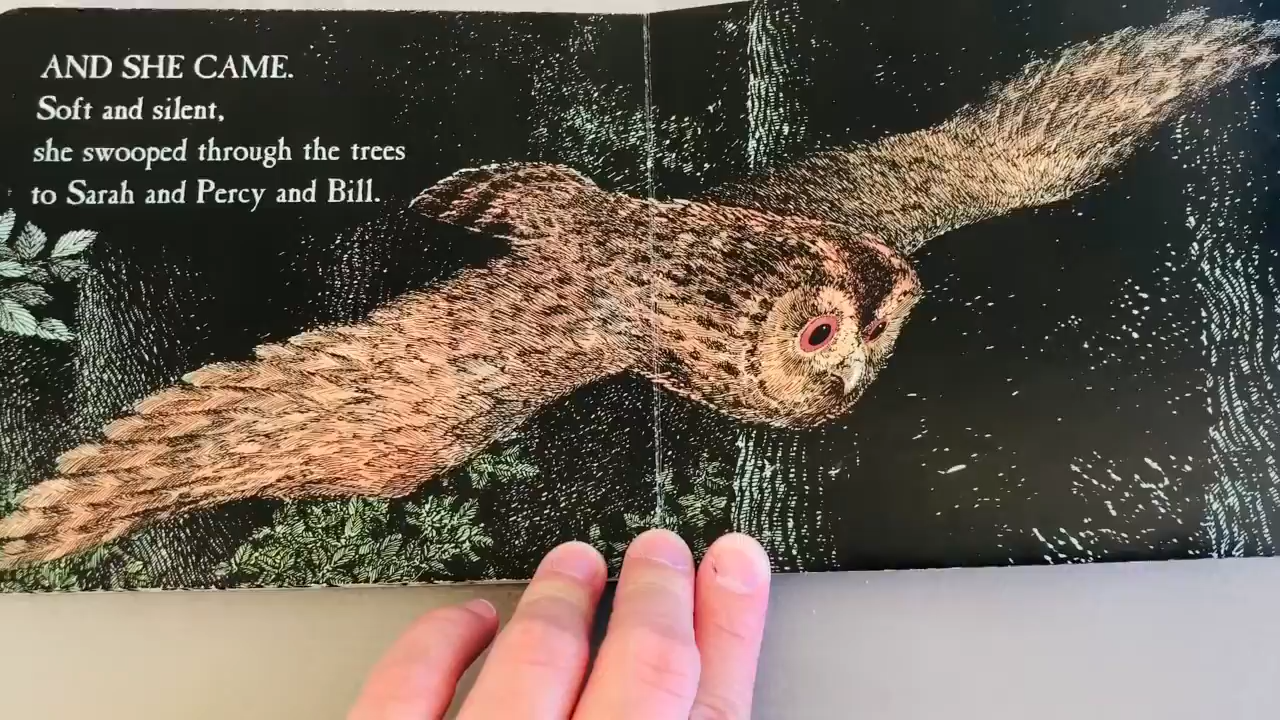 AND SHE CAME.
Soft and silent,
she swooped through the trees
to Sarah and Percy and Bill.